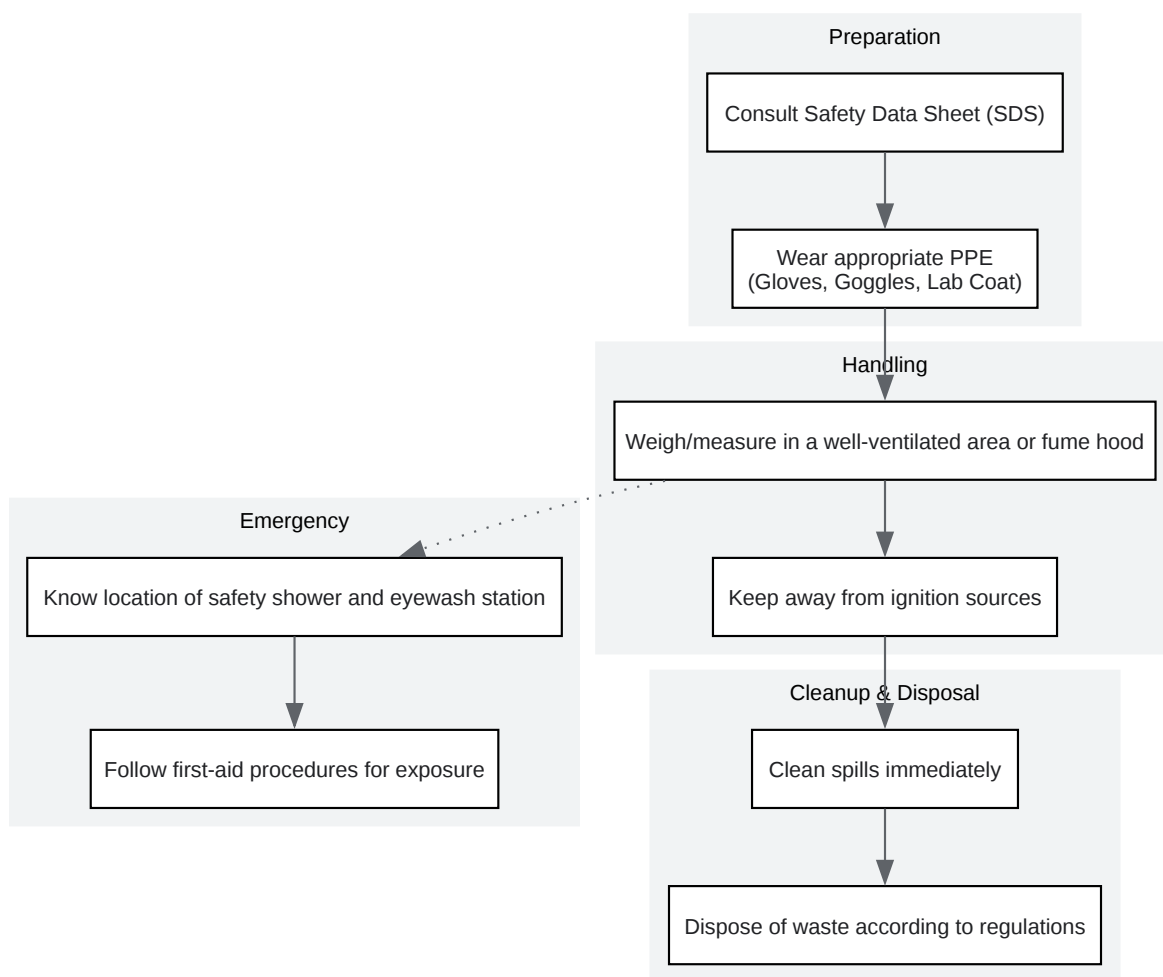 Preparation
Consult Safety Data Sheet (SDS)
Wear appropriate PPE
(Gloves, Goggles, Lab Coat)
Handling
Weigh/measure in a well-ventilated area or fume hood
Keep away from ignition sources
Emergency
Know location of safety shower and eyewash station
Follow first-aid procedures for exposure
Cleanup & Disposal
Clean spills immediately
Dispose of waste according to regulations